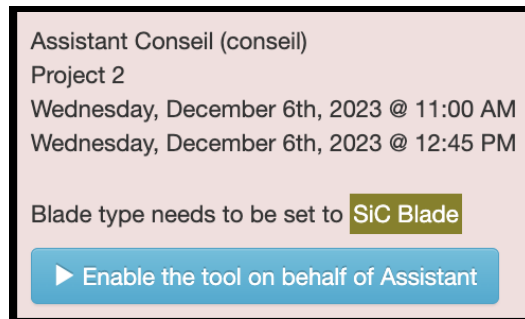 Assistant Conseil (conseil)
Project 2
Wednesday, December 6th, 2023 @ 11:00 AM
Wednesday, December 6th, 2023 @ 12:45 PM
Blade type needs to be set to SiC Blade
Enable the tool on behalf of Assistant